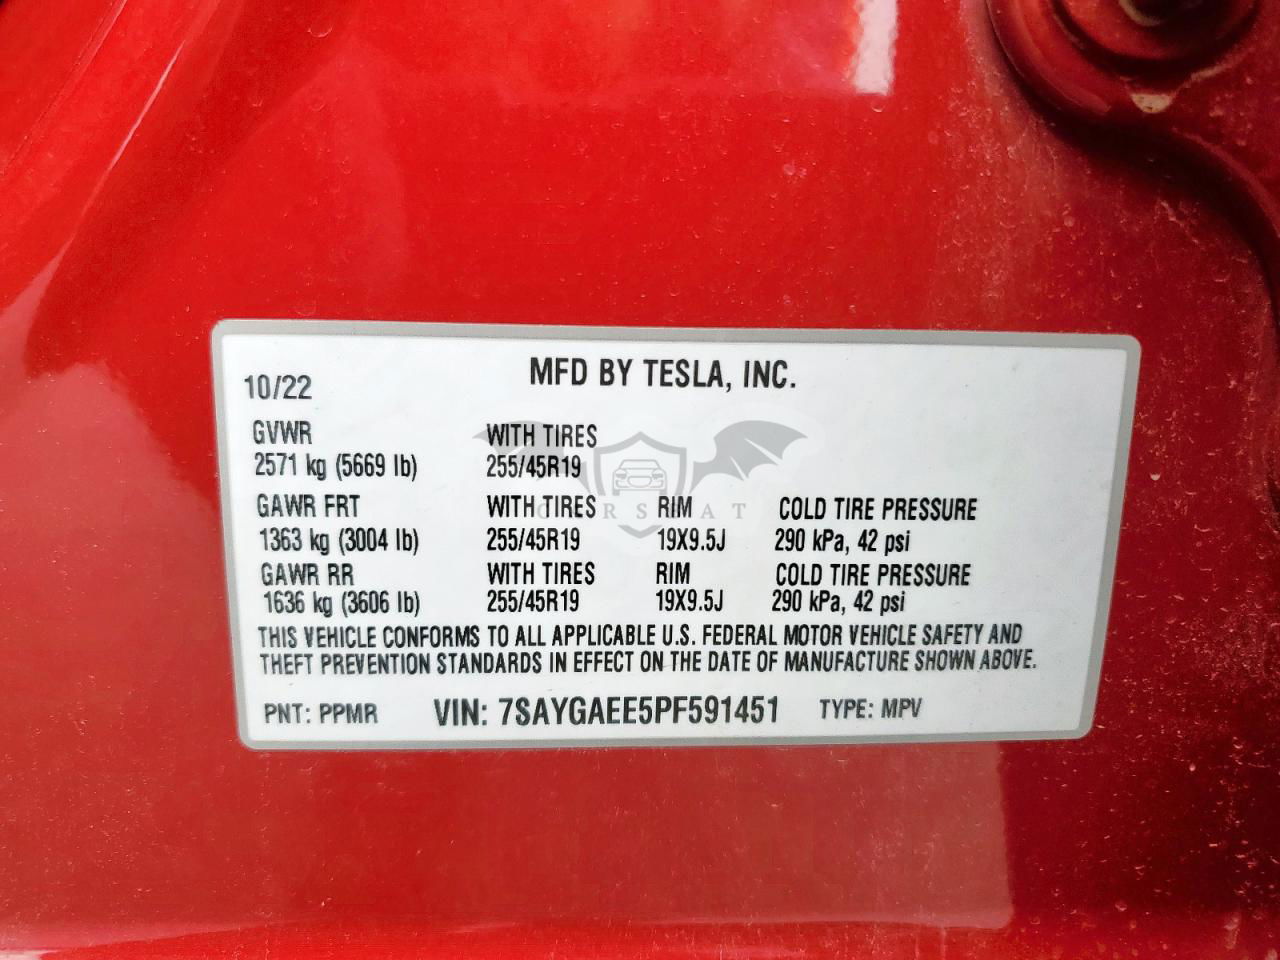 MFD BY TESLA, INC.
10/22
GVWR WITH TIRES
2571 kg (5669 lb) 255/45R19
GAWR FRT WITH TIRES RIM COLD TIRE PRESSURE
1363 kg (3004 lb) 255/45R19 19X9.5J 290 kPa, 42 psi
GAWR RR WITH TIRES RIM COLD TIRE PRESSURE
1636 kg (3606 lb) 255/45R19 19X9.5J 290 kPa, 42 psi
THIS VEHICLE CONFORMS TO ALL APPLICABLE U.S. FEDERAL MOTOR VEHICLE SAFETY AND
THEFT PREVENTION STANDARDS IN EFFECT ON THE DATE OF MANUFACTURE SHOWN ABOVE.
PNT: PPMR VIN: 7SAYGAEE5PF591451 TYPE: MPV